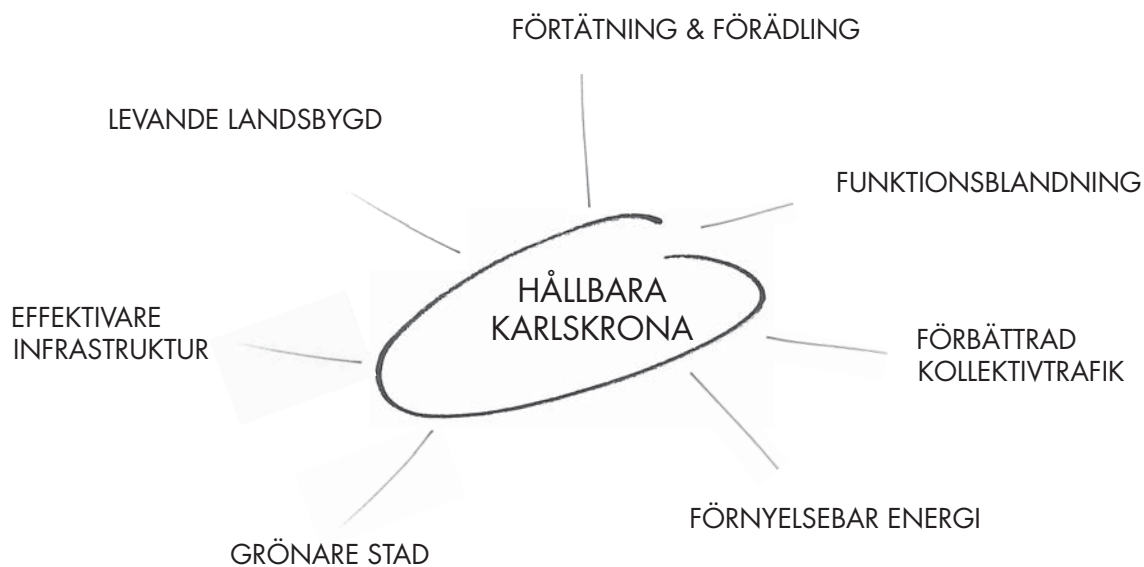 FÖRTÄTNING & FÖRÄDLING
LEVANDE LANDSBYGD
FUNKTIONSBLANDNING
HÅLLBARA
KARLSKRONA
EFFEKTIVARE
INFRASTRUKTUR
FÖRBÄTTRAD
KOLLEKTIVTRAFIK
FÖRNYELSEBAR ENERGI
GRÖNARE STAD